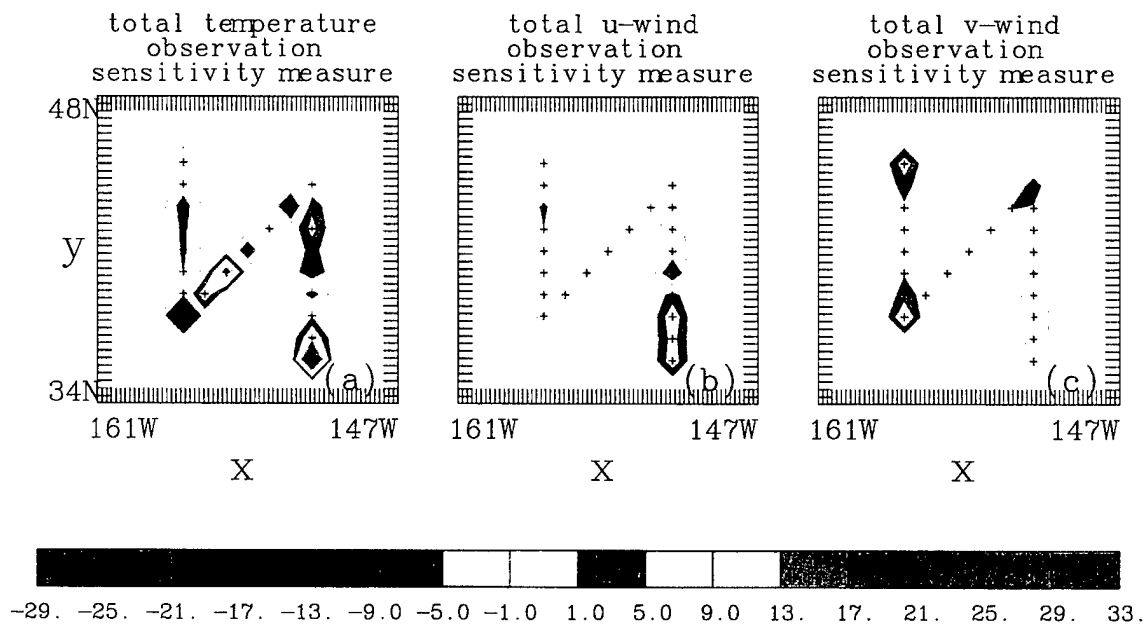 total temperature observation sensitivity measure
total u-wind observation sensitivity measure
total v-wind observation sensitivity measure
48N
y
34N
(a)
(b)
(c)
161W 147W
161W 147W
161W 147W
X
X
X
-29. -25. -21. -17. -13. -9.0 -5.0 -1.0 1.0 5.0 9.0 13. 17. 21. 25. 29. 33.